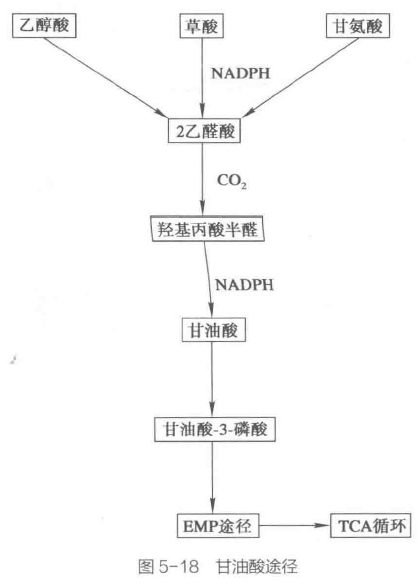 乙醇酸 草酸 甘氨酸
NADPH
2乙醛酸
CO₂
羟基丙酸半醛
NADPH
甘油酸
甘油酸-3-磷酸
EMP途径 TCA循环
图5-18 甘油酸途径